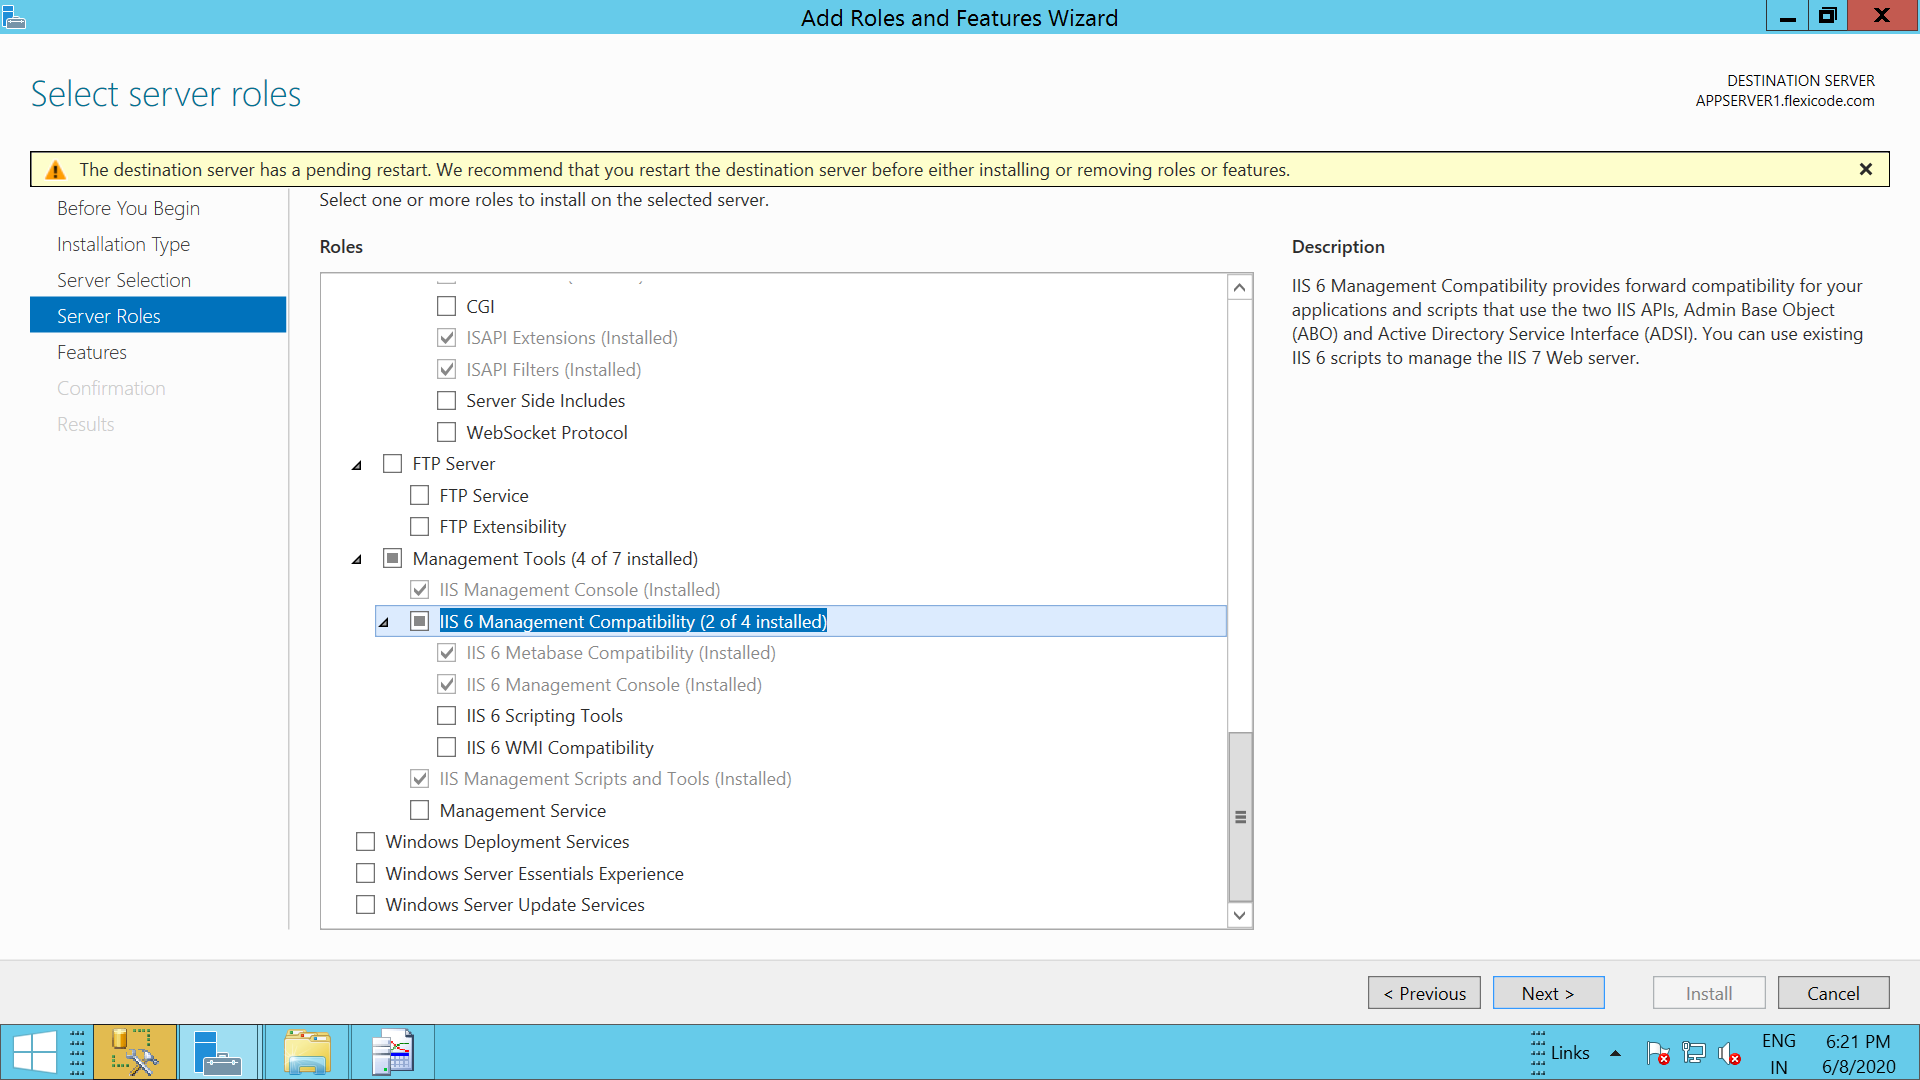 Add Roles and Features Wizard
Select server roles
DESTINATION SERVER
APPSERVER1.flexicode.com
The destination server has a pending restart. We recommend that you restart the destination server before either installing or removing roles or features.
Before You Begin
Installation Type
Server Selection
Server Roles
Features
Confirmation
Results
Select one or more roles to install on the selected server.
Roles
CGI
ISAPI Extensions (Installed)
ISAPI Filters (Installed)
Server Side Includes
WebSocket Protocol
FTP Server
FTP Service
FTP Extensibility
Management Tools (4 of 7 installed)
IIS Management Console (Installed)
IIS 6 Management Compatibility (2 of 4 installed)
IIS 6 Metabase Compatibility (Installed)
IIS 6 Management Console (Installed)
IIS 6 Scripting Tools
IIS 6 WMI Compatibility
IIS Management Scripts and Tools (Installed)
Management Service
Windows Deployment Services
Windows Server Essentials Experience
Windows Server Update Services
Description
IIS 6 Management Compatibility provides forward compatibility for your
applications and scripts that use the two IIS APIs, Admin Base Object
(ABO) and Active Directory Service Interface (ADSI). You can use existing
IIS 6 scripts to manage the IIS 7 Web server.
< Previous
Next >
Install
Cancel
Links
ENG
IN
6:21 PM
6/8/2020